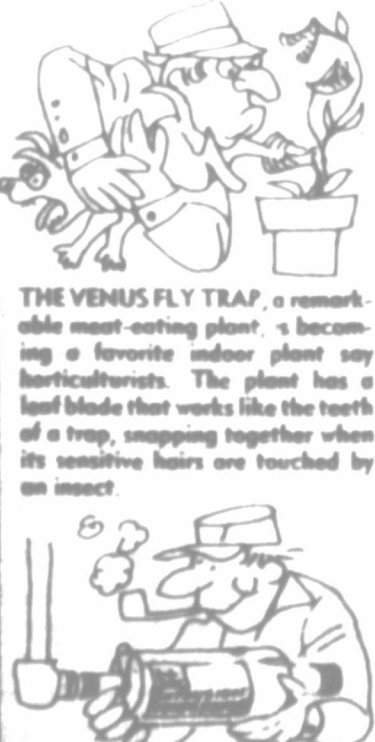 THE VENUS FLY TRAP, a remark-
able meat-eating plant, s becom-
ing a favorite indoor plant say
horticulturists. The plant has a
leaf blade that works like the teeth
of a trap, snapping together when
its sensitive hairs are touched by
an insect.